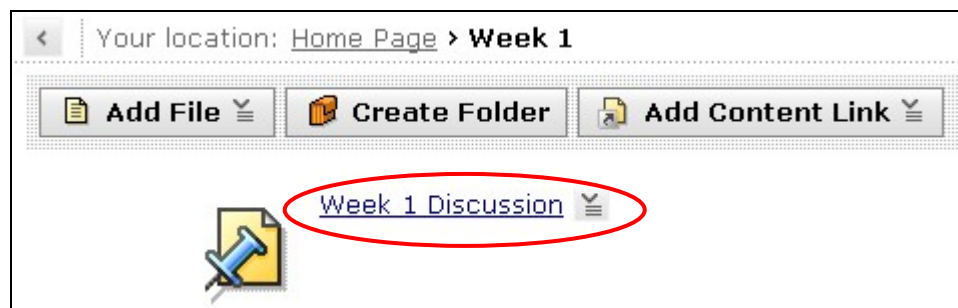 Your location: Home Page › Week 1
Add File Create Folder Add Content Link
Week 1 Discussion